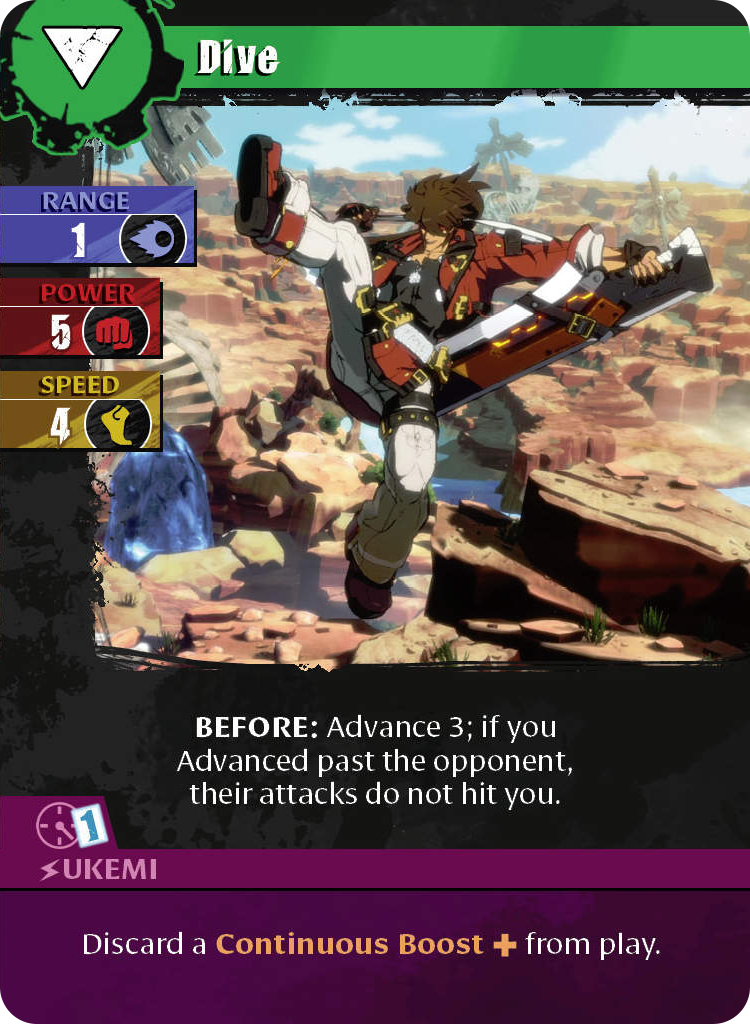 Dive
RANGE
1
POWER
5
SPEED
4
BEFORE: Advance 3; if you
Advanced past the opponent,
their attacks do not hit you.
1
UKEMI
Discard a Continuous Boost + from play.